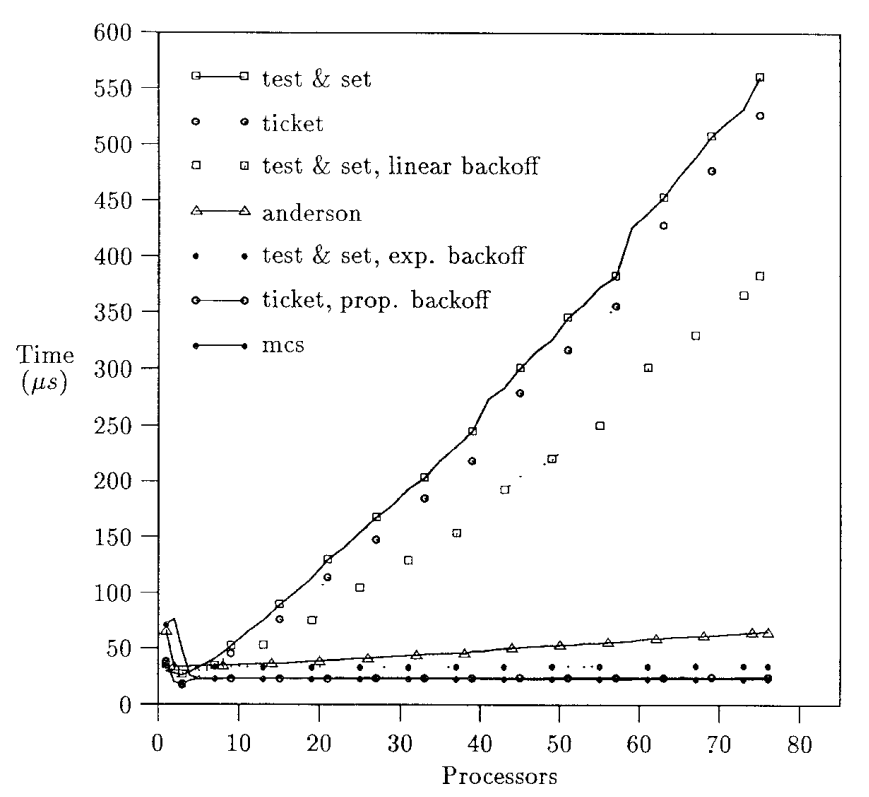 600
550
500
450
400
350
300
250
200
150
100
50
0
Time
(μs)
test & set
ticket
test & set, linear backoff
anderson
test & set, exp. backoff
ticket, prop. backoff
mcs
0 10 20 30 40 50 60 70 80
Processors